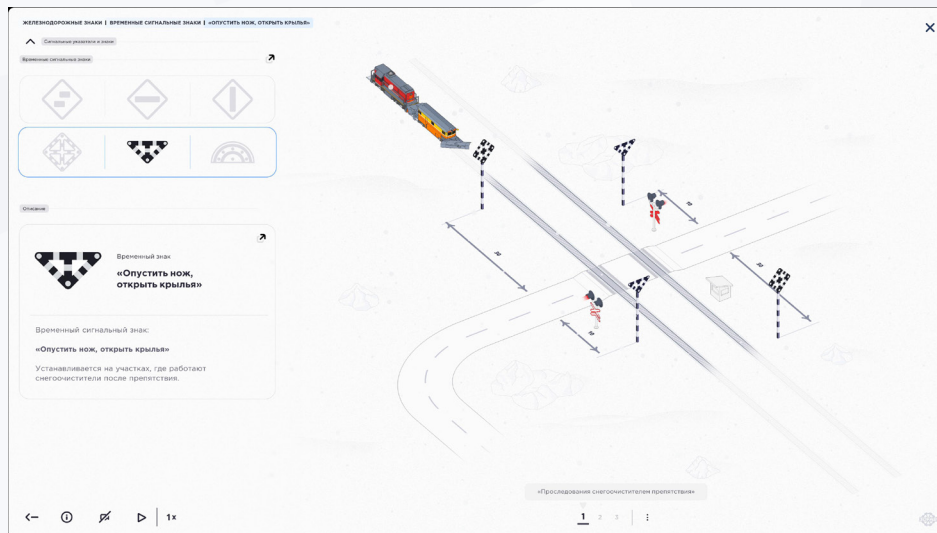 ЖЕЛЕЗНОДОРОЖНЫЕ ЗНАКИ | ВРЕМЕННЫЕ СИГНАЛЬНЫЕ ЗНАКИ | «ОПУСТИТЬ НОЖ, ОТКРЫТЬ КРЫЛЬЯ»
Сигнальные указатели и знаки
Временные сигнальные знаки
Описание
Временный знак
«Опустить нож,
открыть крылья»
Временный сигнальный знак:
«Опустить нож, открыть крылья»
Устанавливается на участках, где работают
снегоочистители после препятствия.
1x
«Проследования снегоочистителем препятствия»
1 2 3